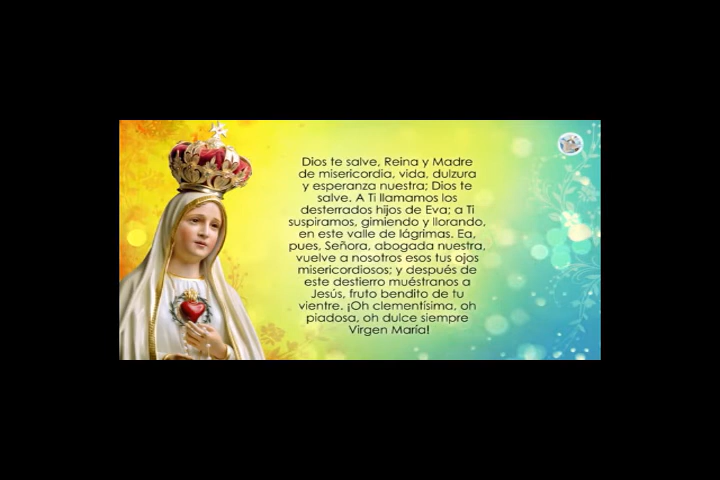 Dios te salve, Reina y Madre
de misericordia, vida, dulzura
y esperanza nuestra; Dios te
salve. A Ti llamamos los
desterrados hijos de Eva; a Ti
suspiramos, gimiendo y llorando,
en este valle de lágrimas. Ea,
pues, Señora, abogada nuestra,
vuelve a nosotros esos tus ojos
misericordiosos; y después de
este destierro muéstranos a
Jesús, fruto bendito de tu
vientre. ¡Oh clementísima, oh
piadosa, oh dulce siempre
Virgen María!